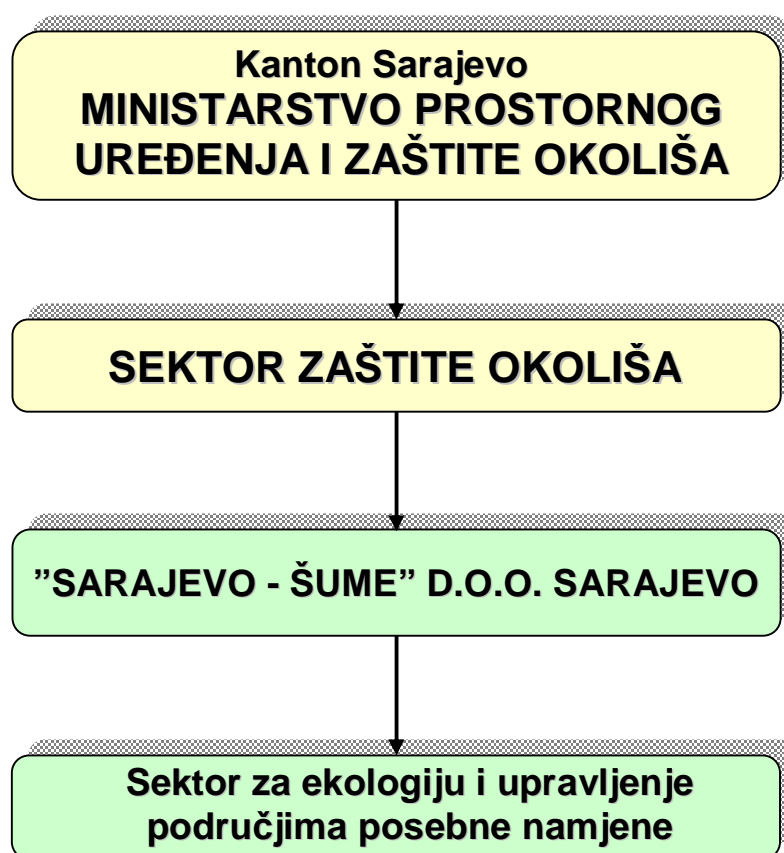 Kanton Sarajevo
MINISTARSTVO PROSTORNOG
UREĐENJA I ZAŠTITE OKOLIŠA
SEKTOR ZAŠTITE OKOLIŠA
”SARAJEVO - ŠUME” D.O.O. SARAJEVO
Sektor za ekologiju i upravljenje
područjima posebne namjene